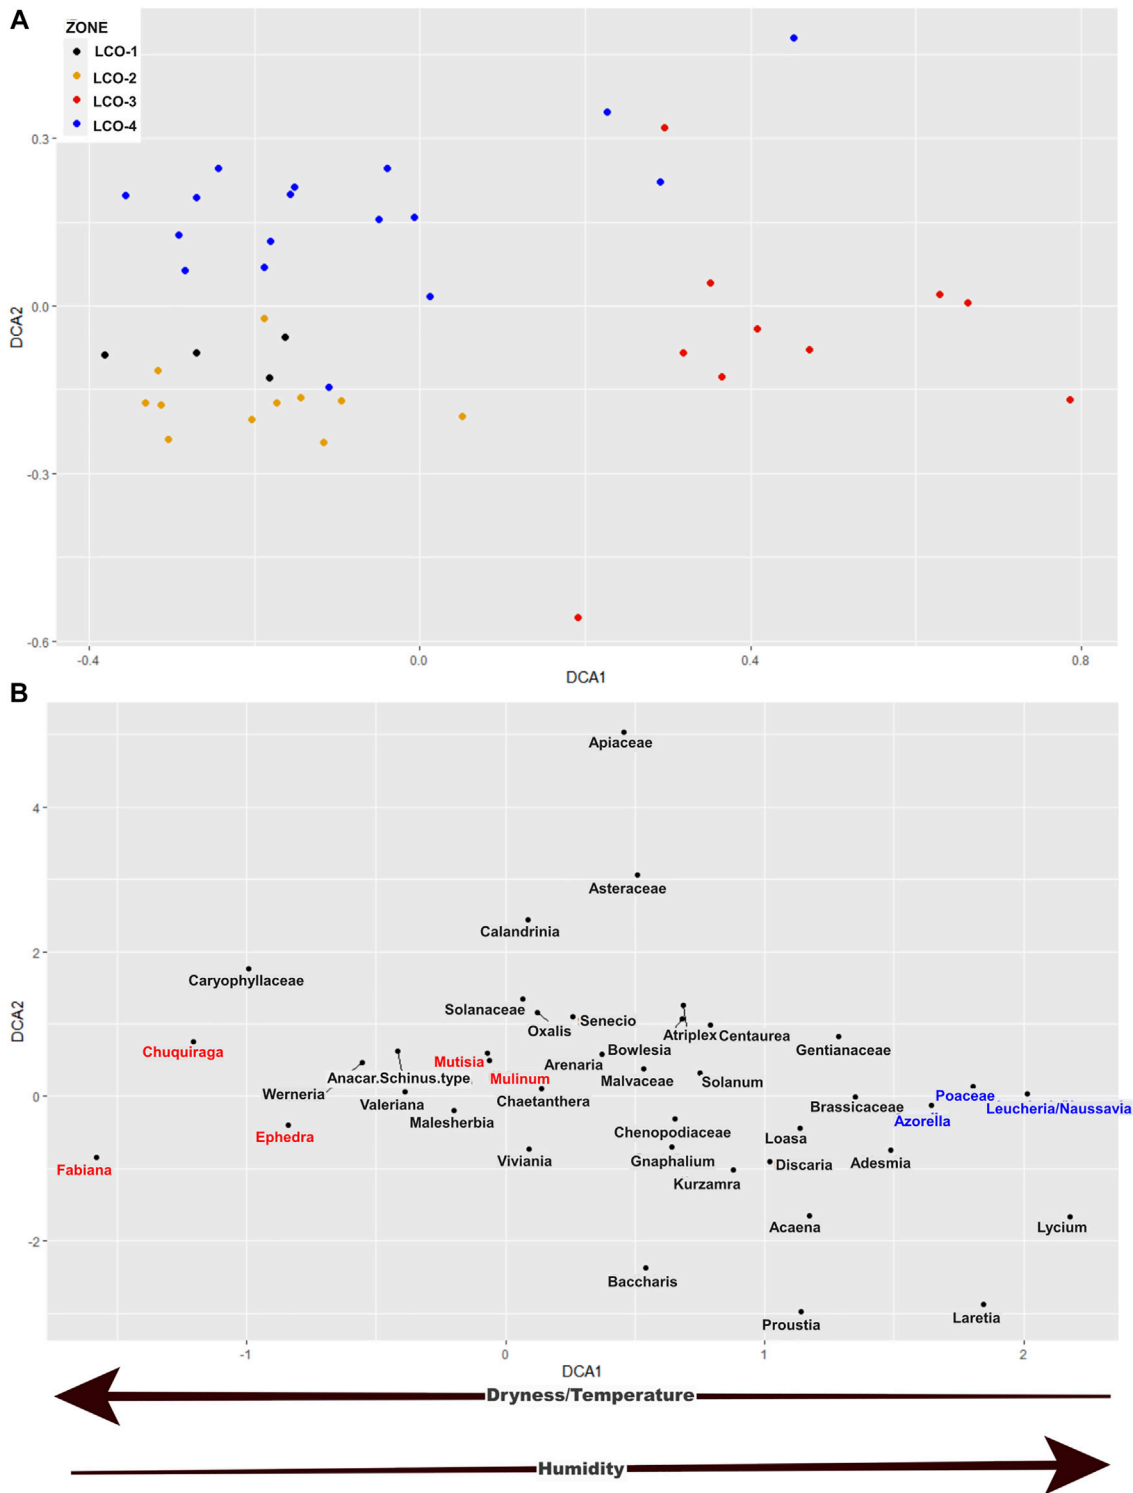 A
ZONE
LCO-1
LCO-2
LCO-3
LCO-4
0.3
0.0
-0.3
-0.6
DCA2
-0.4
0.0
0.4
0.8
DCA1
B
Apiaceae
4
Asteraceae
Calandrinia
2
Caryophyllaceae
Solanaceae
Oxalis
Senecio
Atriplex
Centaurea
DCA2
Chuquiraga
Mutisia
Arenaria
Bowlesia
Gentianaceae
Anacar.Schinus.type
Mulinum
Malvaceae
Solanum
Werneria
0
Valeriana
Chaetanthera
Poaceae
Brassicaceae
Leucheria/Naussavia
Malesherbia
Azorella
Ephedra
Chenopodiaceae
Loasa
Fabiana
Viviania
Gnaphalium
Discaria
Adesmia
Kurzamra
Acaena
Lycium
-2
Baccharis
Proustia
Laretia
-1
0
1
2
DCA1
Dryness/Temperature
Humidity